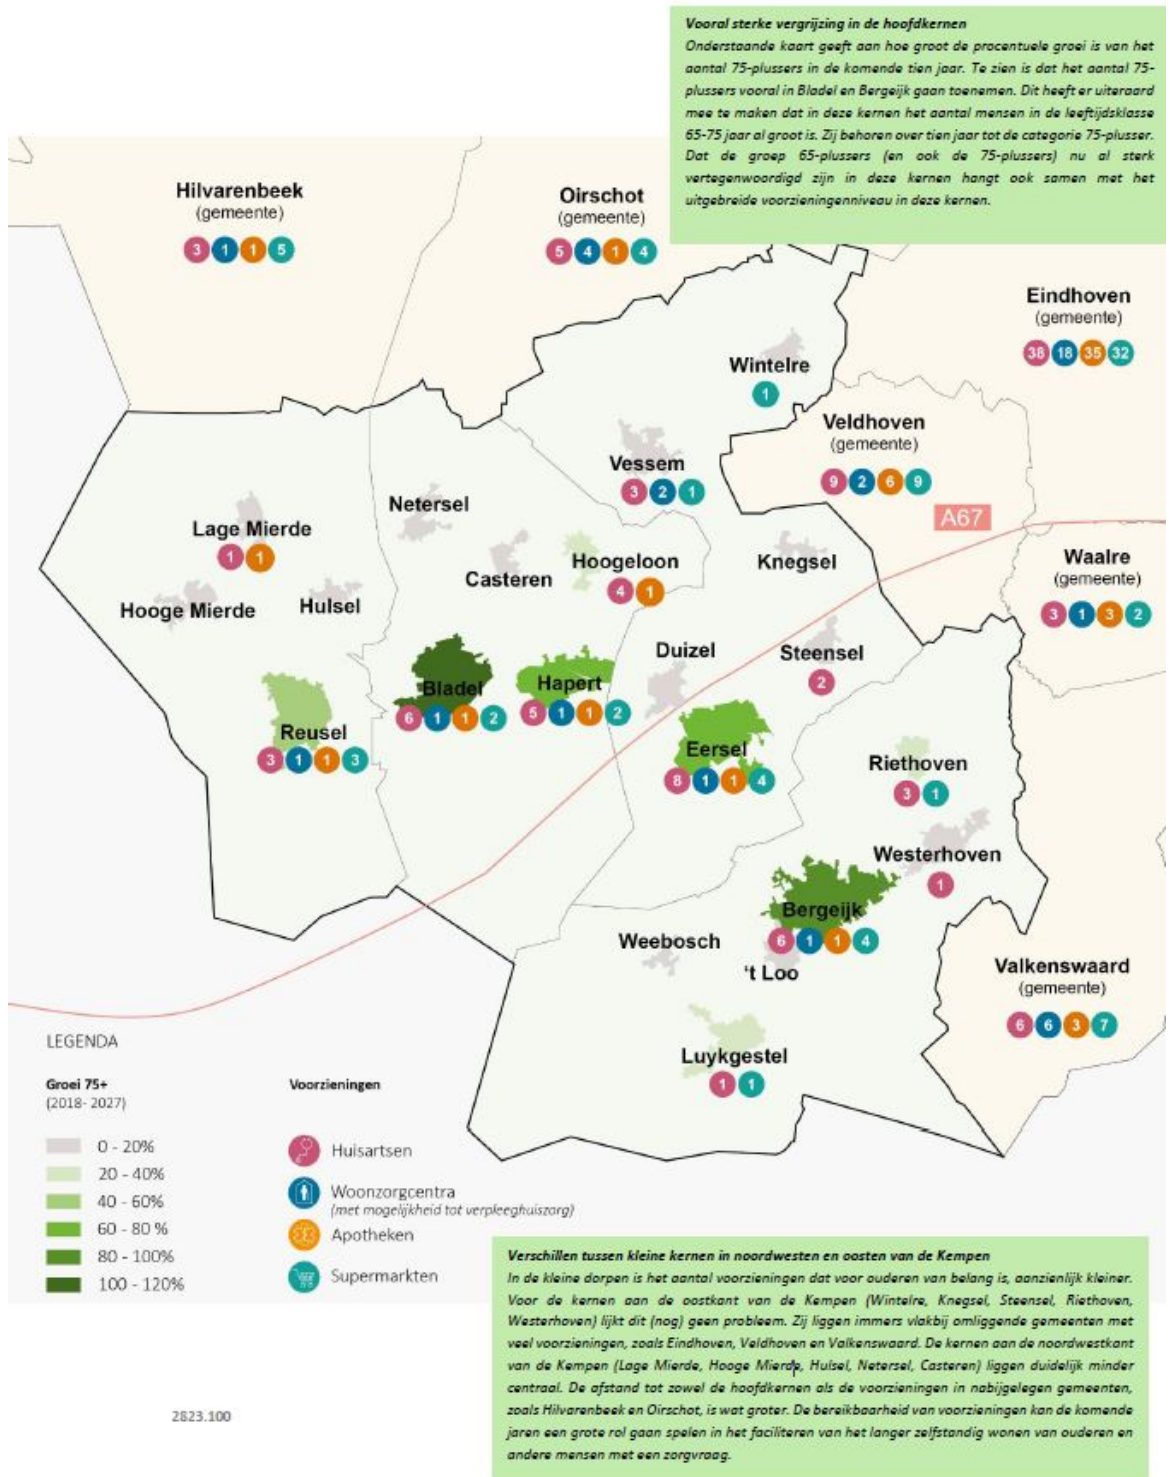 Vooral sterke vergrijzing in de hoofdkernen
Onderstaande kaart geeft aan hoe groot de procentuele groei is van het
aantal 75-plussers in de komende tien jaar. Te zien is dat het aantal 75-
plussers vooral in Bladel en Bergeijk gaan toenemen. Dit heeft er uiteraard
mee te maken dat in deze kernen het aantal mensen in de leeftijdsklasse
65-75 jaar al groot is. Zij behoren over tien jaar tot de categorie 75-plusser.
Dat de groep 65-plussers (en ook de 75-plussers) nu al sterk
vertegenwoordigd zijn in deze kernen hangt ook samen met het
uitgebreide voorzieningenniveau in deze kernen.
Hilvarenbeek
(gemeente)
3 1 1 5
Oirschot
(gemeente)
5 4 1 4
Eindhoven
(gemeente)
38 18 35 32
Wintelre
1
Veldhoven
(gemeente)
9 2 6 9
Vessem
3 2 1
Netersel
A67
Lage Mierde
1 1
Waalre
(gemeente)
3 1 3 2
Hoogeloon
4 1
Knegsel
Casteren
Hooge Mierde
Hulsel
Duizel
Steensel
2
Bladel
6 1 1 2
Hapert
5 1 1 2
Reusel
3 1 1 3
Eersel
8 1 1 4
Riethoven
3 1
Westerhoven
1
Bergeijk
6 1 1 4
Weebosch
't Loo
Valkenswaard
(gemeente)
6 6 3 7
Luykgestel
1 1
LEGENDA
Groei 75+
(2018- 2027)
0 - 20%
20 - 40%
40 - 60%
60 - 80 %
80 - 100%
100 - 120%
Voorzieningen
Huisartsen
Woonzorgcentra
(met mogelijkheid tot verpleeghuiszorg)
Apotheken
Supermarkten
Verschillen tussen kleine kernen in noordwesten en oosten van de Kempen
In de kleine dorpen is het aantal voorzieningen dat voor ouderen van belang is, aanzienlijk kleiner.
Voor de kernen aan de oostkant van de Kempen (Wintelre, Knegsel, Steensel, Riethoven,
Westerhoven) lijkt dit (nog) geen probleem. Zij liggen immers vlakbij omliggende gemeenten met
veel voorzieningen, zoals Eindhoven, Veldhoven en Valkenswaard. De kernen aan de noordwestkant
van de Kempen (Lage Mierde, Hooge Mierde, Hulsel, Netersel, Casteren) liggen duidelijk minder
centraal. De afstand tot zowel de hoofdkernen als de voorzieningen in nabijgelegen gemeenten,
zoals Hilvarenbeek en Oirschot, is wat groter. De bereikbaarheid van voorzieningen kan de komende
jaren een grote rol gaan spelen in het faciliteren van het langer zelfstandig wonen van ouderen en
andere mensen met een zorgvraag.
2823.100